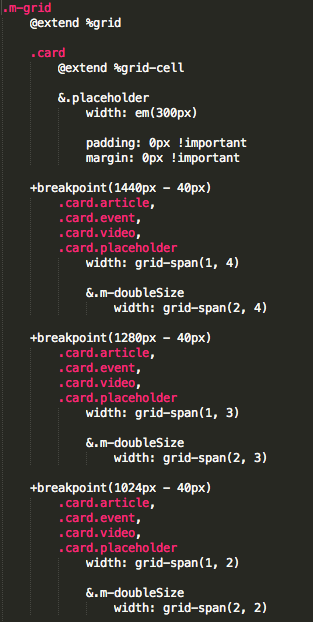 .m-grid
    @extend %grid

    .card
        @extend %grid-cell

        &.placeholder
            width: em(300px)

            padding: 0px !important
            margin: 0px !important

    +breakpoint(1440px - 40px)
        .card.article,
        .card.event,
        .card.video,
        .card.placeholder
            width: grid-span(1, 4)

            &.m-doubleSize
                width: grid-span(2, 4)

    +breakpoint(1280px - 40px)
        .card.article,
        .card.event,
        .card.video,
        .card.placeholder
            width: grid-span(1, 3)

            &.m-doubleSize
                width: grid-span(2, 3)

    +breakpoint(1024px - 40px)
        .card.article,
        .card.event,
        .card.video,
        .card.placeholder
            width: grid-span(1, 2)

            &.m-doubleSize
                width: grid-span(2, 2)